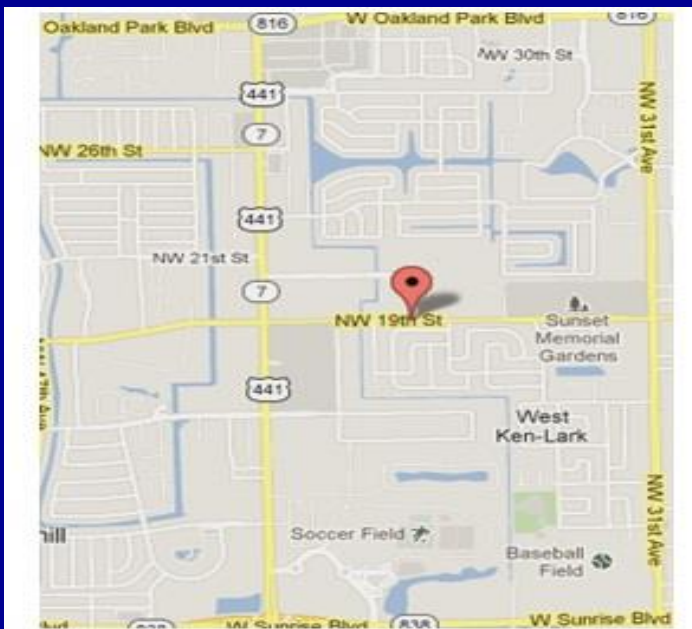 Oakland Park Blvd
816
W Oakland Park Blvd
816
NW 30th St
441
7
NW 31st Ave
NW 26th St
441
NW 21st St
7
NW 19th St
Sunset
Memorial
Gardens
441
West
Ken-Lark
NW 31st Ave
hill
Soccer Field
Baseball
Field
W Sunrise Blvd
838
W Sunrise Blvd